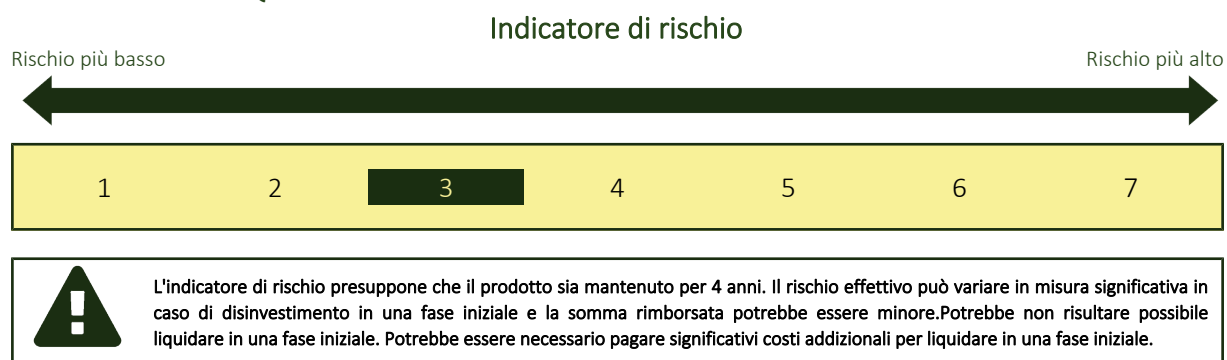 Indicatore di rischio
Rischio più basso
Rischio più alto
1 2 3 4 5 6 7
L'indicatore di rischio presuppone che il prodotto sia mantenuto per 4 anni. Il rischio effettivo può variare in misura significativa in
caso di disinvestimento in una fase iniziale e la somma rimborsata potrebbe essere minore.Potrebbe non risultare possibile
liquidare in una fase iniziale. Potrebbe essere necessario pagare significativi costi addizionali per liquidare in una fase iniziale.